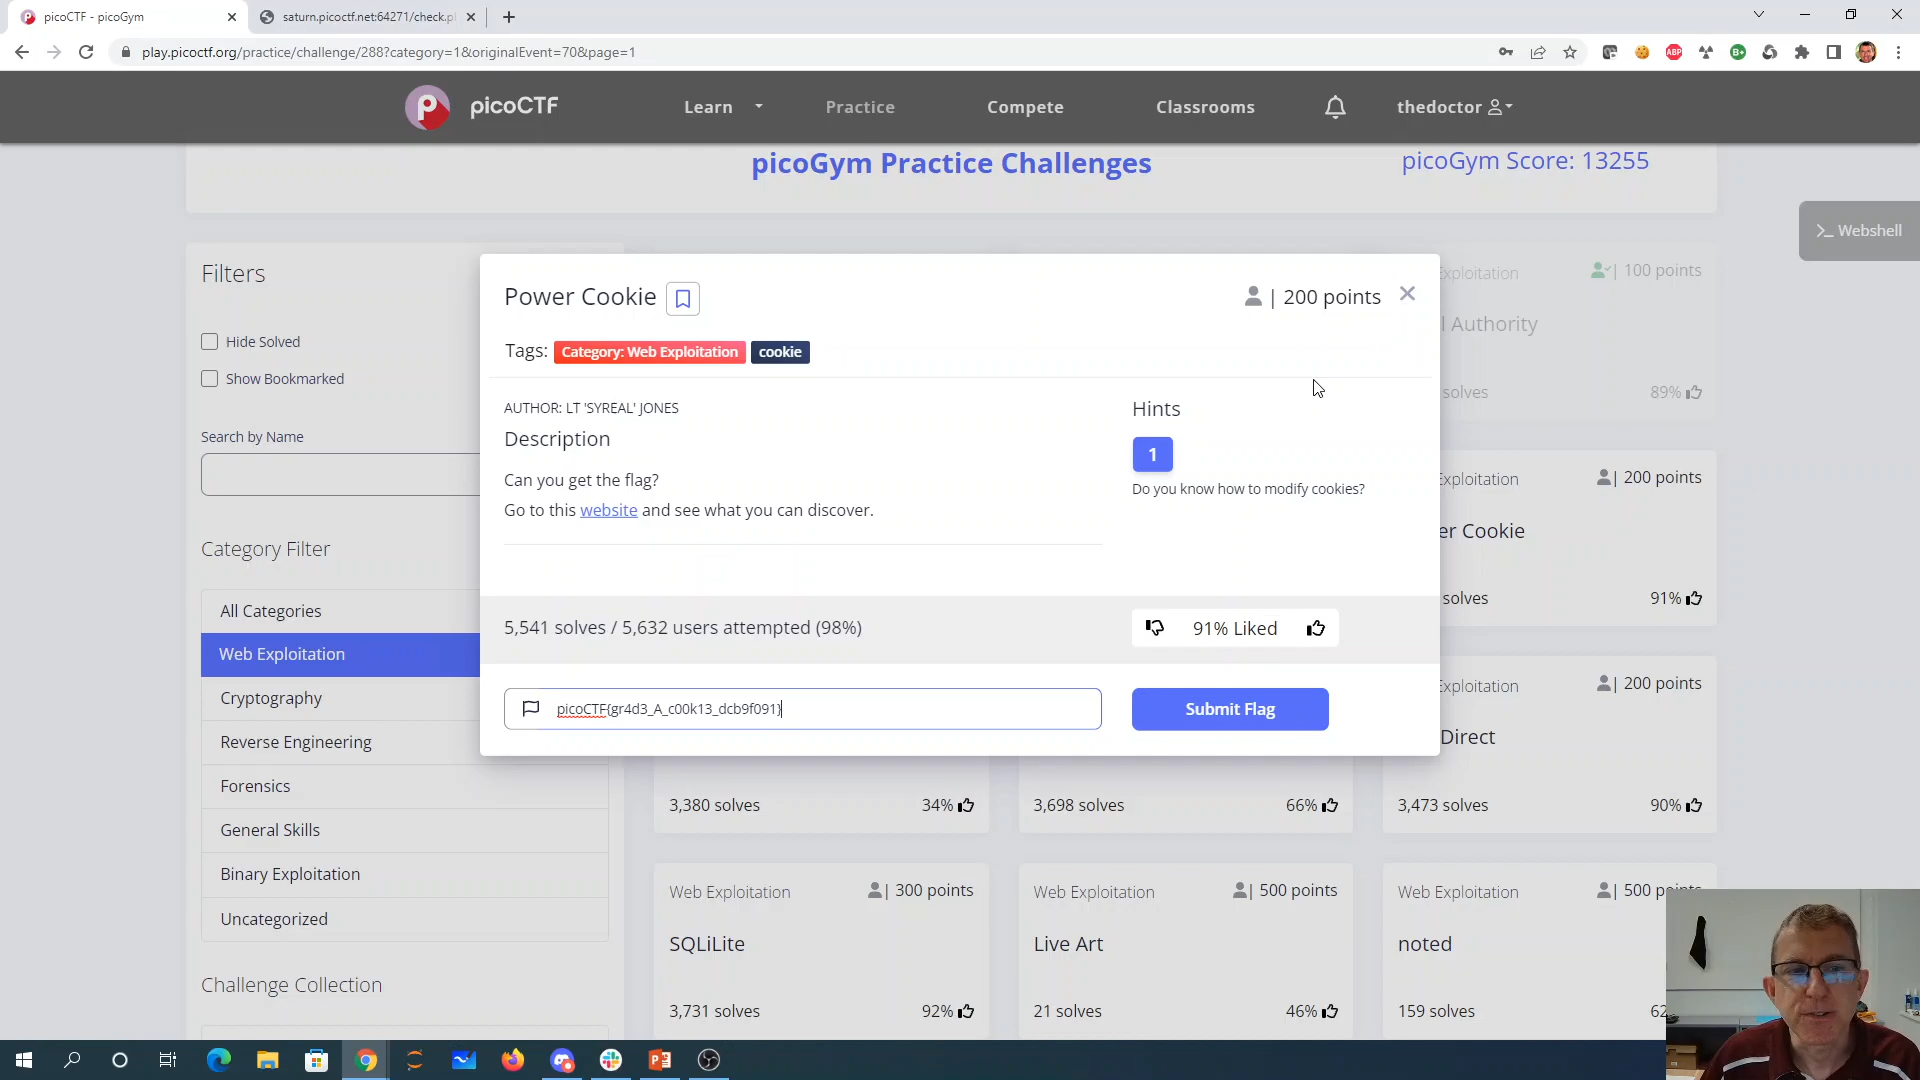 picoCTF - picoGym
saturn.picoctf.net:64271/check.p
play.picoctf.org/practice/challenge/288?category=1&originalEvent=70&page=1
ABP
B+
picoCTF
Learn
Practice
Compete
Classrooms
thedoctor
picoGym Practice Challenges
picoGym Score: 13255
>_ Webshell
Filters
Hide Solved
Show Bookmarked
Search by Name
Category Filter
All Categories
Web Exploitation
Cryptography
Reverse Engineering
Forensics
General Skills
Binary Exploitation
Uncategorized
Challenge Collection
Power Cookie
| 200 points
Tags: Category: Web Exploitation cookie
AUTHOR: LT 'SYREAL' JONES
Description
Can you get the flag?
Go to this website and see what you can discover.
Hints
1
Do you know how to modify cookies?
5,541 solves / 5,632 users attempted (98%)
91% Liked
picoCTF{gr4d3_A_c00k13_dcb9f091}
Submit Flag
xploitation | 100 points
l Authority
solves 89%
Exploitation | 200 points
er Cookie
solves 91%
Exploitation | 200 points
Direct
3,380 solves 34%
3,698 solves 66%
3,473 solves 90%
Web Exploitation | 300 points
SQLiLite
3,731 solves 92%
Web Exploitation | 500 points
Live Art
21 solves 46%
Web Exploitation | 500 points
noted
159 solves 62